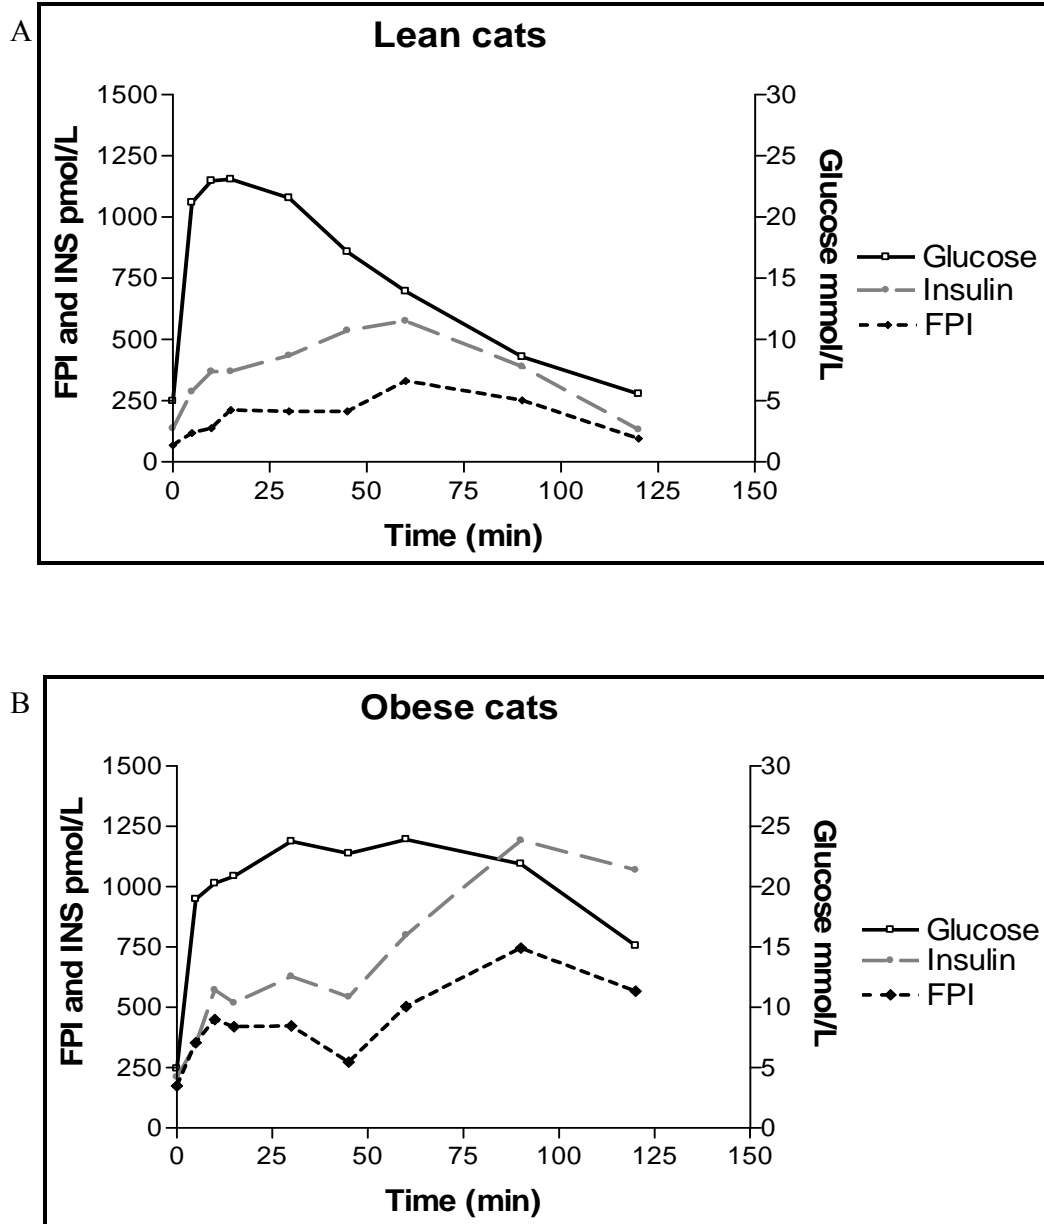 A
Lean cats
1500
1250
1000
750
500
250
0
FPI and INS pmol/L
30
25
20
15
10
5
0
Glucose mmol/L
0 25 50 75 100 125 150
Time (min)
Glucose
Insulin
FPI
B
Obese cats
1500
1250
1000
750
500
250
0
FPI and INS pmol/L
30
25
20
15
10
5
0
Glucose mmol/L
0 25 50 75 100 125 150
Time (min)
Glucose
Insulin
FPI